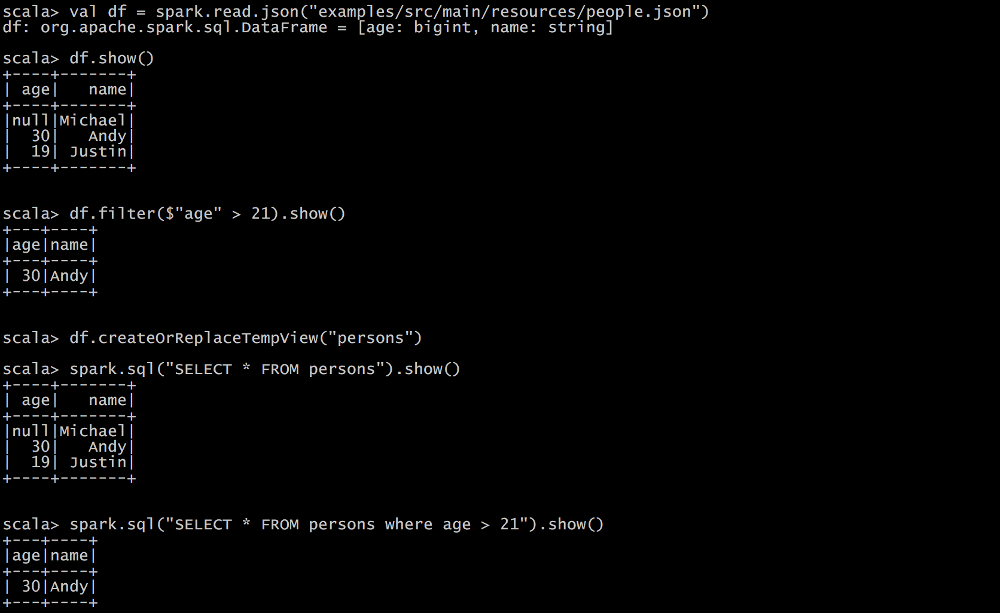 scala> val df = spark.read.json("examples/src/main/resources/people.json")
df: org.apache.spark.sql.DataFrame = [age: bigint, name: string]
scala> df.show()
+----+-------+
| age|   name|
+----+-------+
|null|Michael|
|  30|   Andy|
|  19| Justin|
+----+-------+
scala> df.filter($"age" > 21).show()
+---+----+
|age|name|
+---+----+
| 30|Andy|
+---+----+
scala> df.createOrReplaceTempView("persons")
scala> spark.sql("SELECT * FROM persons").show()
+----+-------+
| age|   name|
+----+-------+
|null|Michael|
|  30|   Andy|
|  19| Justin|
+----+-------+
scala> spark.sql("SELECT * FROM persons where age > 21").show()
+---+----+
|age|name|
+---+----+
| 30|Andy|
+---+----+